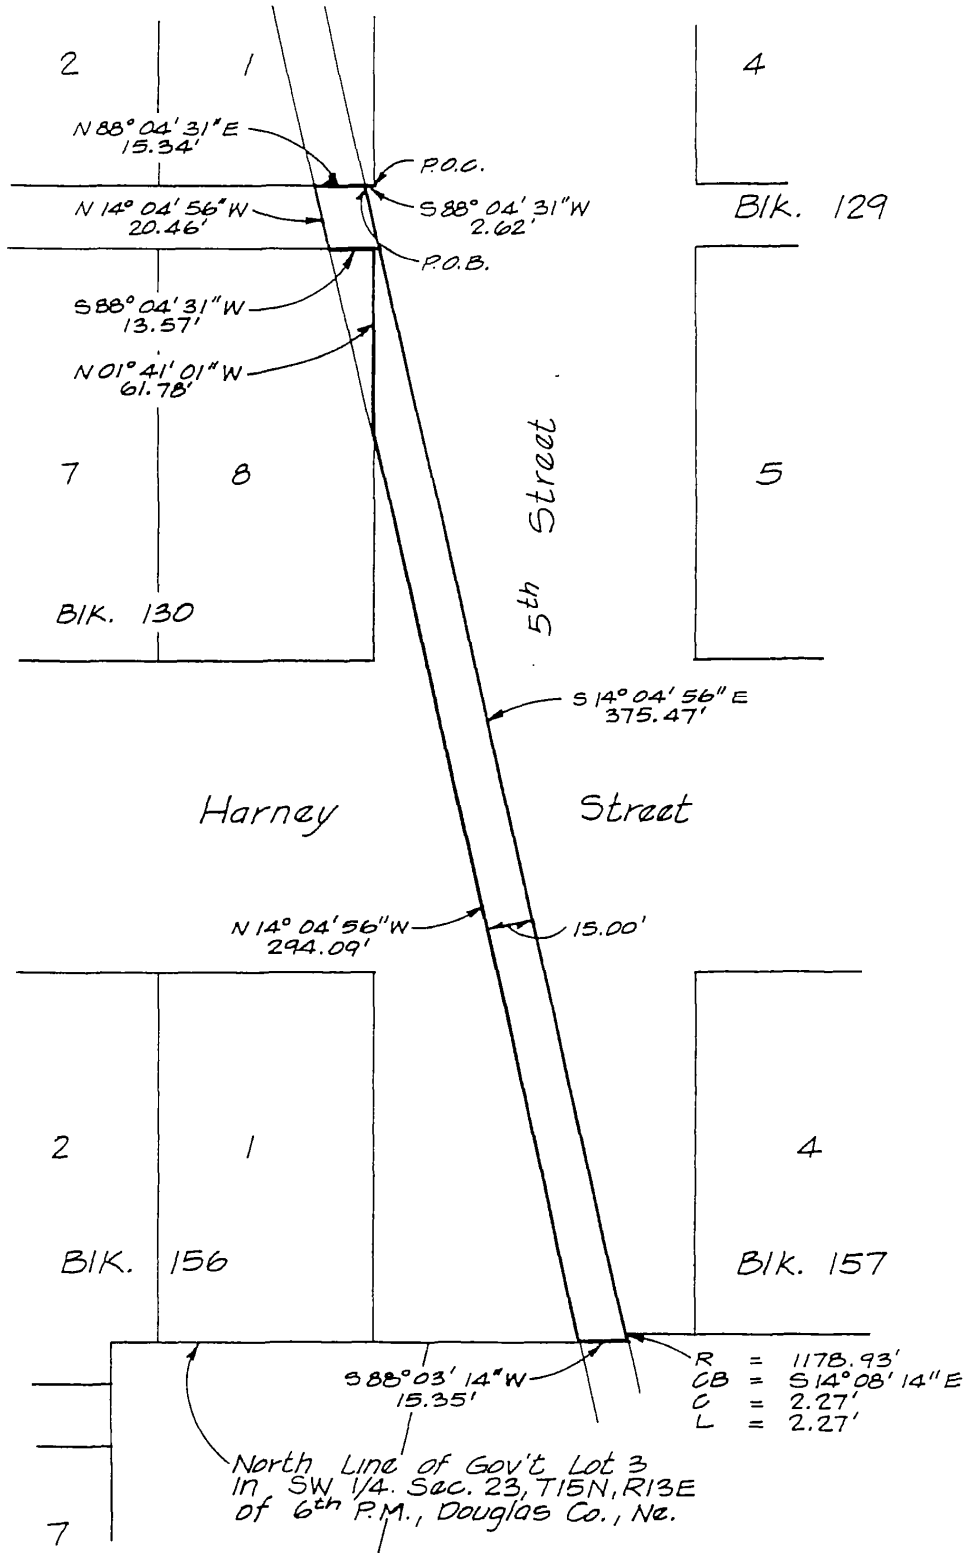 2
1
4
N 88° 04' 31" E
15.34'
P.O.C.
N 14° 04' 56" W
20.46'
S 88° 04' 31" W
2.62'
Blk. 129
P.O.B.
S 88° 04' 31" W
13.57'
N 01° 41' 01" W
61.78'
7
8
5th Street
5
Blk. 130
S 14° 04' 56" E
375.47'
Harney Street
N 14° 04' 56" W
294.09'
15.00'
2
1
4
Blk. 156
Blk. 157
S 88° 03' 14" W
15.35'
R = 1178.93'
CB = S 14° 08' 14" E
C = 2.27'
L = 2.27'
North Line of Gov't Lot 3
in SW 1/4. Sec. 23, T15N, R13E
of 6th P.M., Douglas Co., Ne.
7